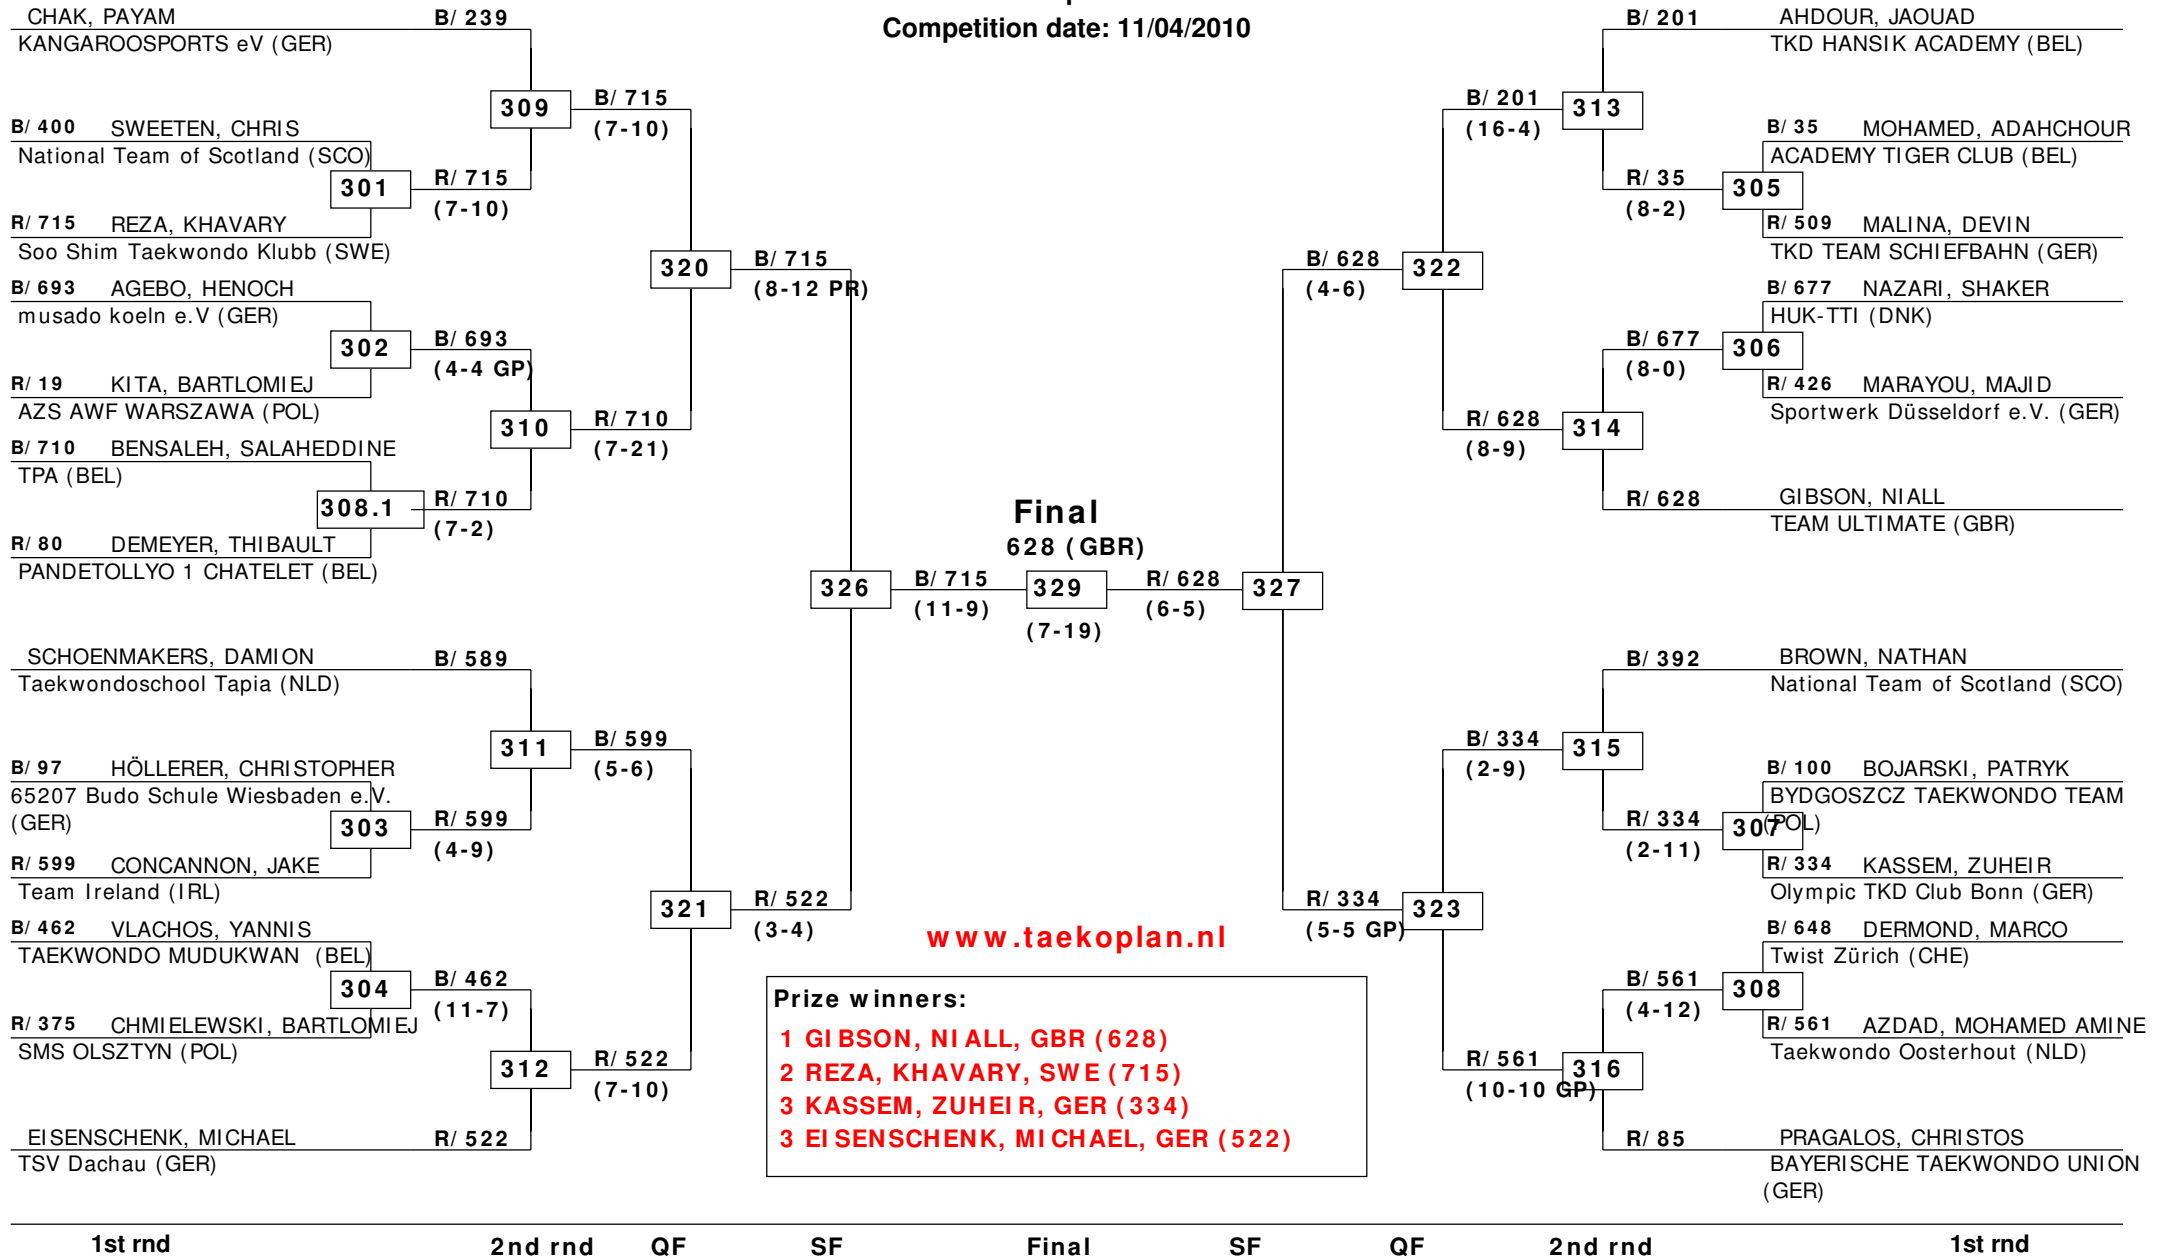 Competition date: 11/04/2010
CHAK, PAYAM
B/ 239
KANGAROOSPORTS eV (GER)
309
B/ 715
(7-10)
B/ 400 SWEETEN, CHRIS
National Team of Scotland (SCO)
301
R/ 715
(7-10)
R/ 715 REZA, KHAVARY
Soo Shim Taekwondo Klubb (SWE)
320
B/ 715
(8-12 PR)
B/ 693 AGEBO, HENOCH
musado koeln e.V (GER)
302
B/ 693
(4-4 GP)
R/ 19 KITA, BARTLOMIEJ
AZS AWF WARSZAWA (POL)
310
R/ 710
(7-21)
B/ 710 BENSALEH, SALAHEDDINE
TPA (BEL)
308.1
R/ 710
(7-2)
R/ 80 DEMEYER, THIBAULT
PANDETOLLYO 1 CHATELET (BEL)
326
B/ 715
(11-9)
Final
628 (GBR)
329
(7-19)
R/ 628
(6-5)
327
SCHOENMAKERS, DAMION
B/ 589
Taekwondoschool Tapia (NLD)
311
B/ 599
(5-6)
B/ 97 HÖLLERER, CHRISTOPHER
65207 Budo Schule Wiesbaden e.V.
(GER)
303
R/ 599
(4-9)
R/ 599 CONCANNON, JAKE
Team Ireland (IRL)
321
R/ 522
(3-4)
B/ 462 VLACHOS, YANNIS
TAEKWONDO MUDUKWAN (BEL)
304
B/ 462
(11-7)
R/ 375 CHMIELEWSKI, BARTLOMIEJ
SMS OLSZTYN (POL)
312
R/ 522
(7-10)
EISENSCHENK, MICHAEL
R/ 522
TSV Dachau (GER)
B/ 201
AHDOUR, JAOUAD
TKD HANSIK ACADEMY (BEL)
B/ 201
(16-4)
313
B/ 35 MOHAMED, ADAHCHOUR
ACADEMY TIGER CLUB (BEL)
R/ 35
(8-2)
305
R/ 509 MALINA, DEVIN
TKD TEAM SCHIEFBAHN (GER)
B/ 628
(4-6)
322
B/ 677 NAZARI, SHAKER
HUK-TTI (DNK)
B/ 677
(8-0)
306
R/ 426 MARAYOU, MAJID
Sportwerk Düsseldorf e.V. (GER)
R/ 628
(8-9)
314
R/ 628
GIBSON, NIALL
TEAM ULTIMATE (GBR)
B/ 392
BROWN, NATHAN
National Team of Scotland (SCO)
B/ 334
(2-9)
315
B/ 100 BOJARSKI, PATRYK
BYDGOSZCZ TAEKWONDO TEAM
(POL)
R/ 334
(2-11)
307
R/ 334 KASSEM, ZUHEIR
Olympic TKD Club Bonn (GER)
R/ 334
(5-5 GP)
323
B/ 648 DERMOND, MARCO
Twist Zürich (CHE)
B/ 561
(4-12)
308
R/ 561 AZDAD, MOHAMED AMINE
Taekwondo Oosterhout (NLD)
R/ 561
(10-10 GP)
316
R/ 85
PRAGALOS, CHRISTOS
BAYERISCHE TAEKWONDO UNION
(GER)
www.taekoplan.nl
Prize winners:
1 GIBSON, NIALL, GBR (628)
2 REZA, KHAVARY, SWE (715)
3 KASSEM, ZUHEIR, GER (334)
3 EISENSCHENK, MICHAEL, GER (522)
1st rnd 2nd rnd QF SF Final SF QF 2nd rnd 1st rnd